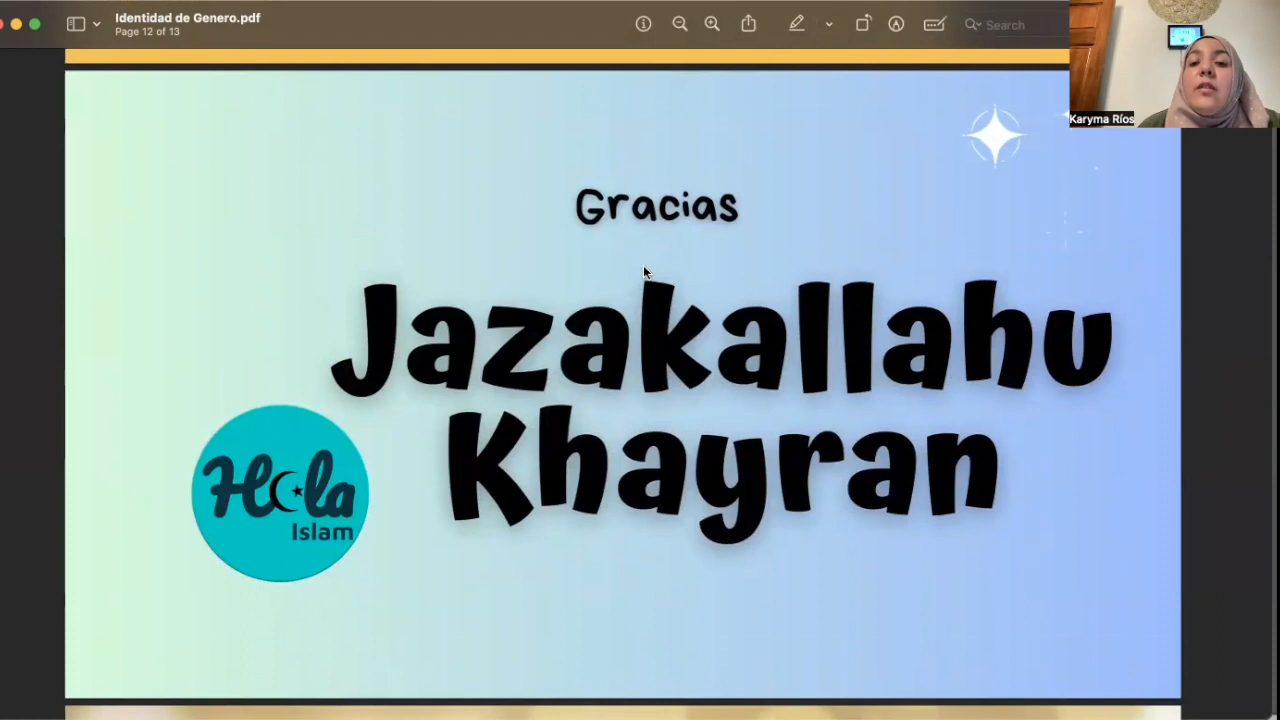 Identidad de Genero.pdf
Page 12 of 13
Search
Karyma Ríos
Gracias
Jazakallahu
Khayran
Hola
Islam